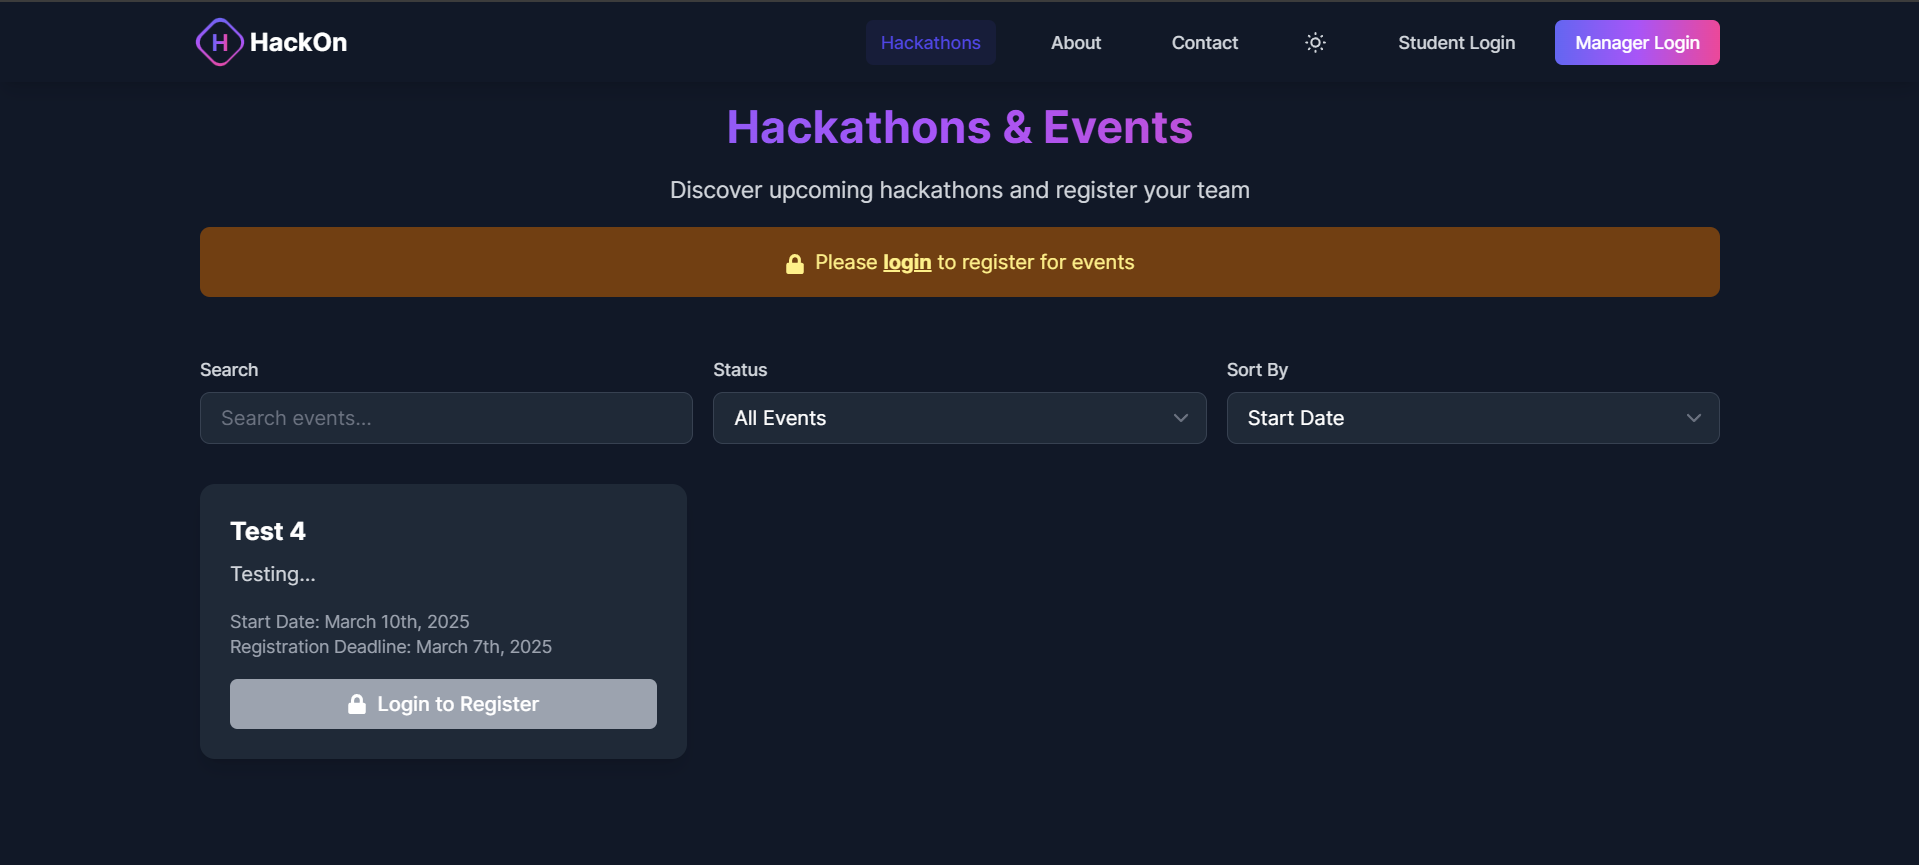 H HackOn
Hackathons
About
Contact
Student Login
Manager Login
Hackathons & Events
Discover upcoming hackathons and register your team
Please login to register for events
Search
Status
Sort By
Search events...
All Events
Start Date
Test 4
Testing...
Start Date: March 10th, 2025
Registration Deadline: March 7th, 2025
Login to Register